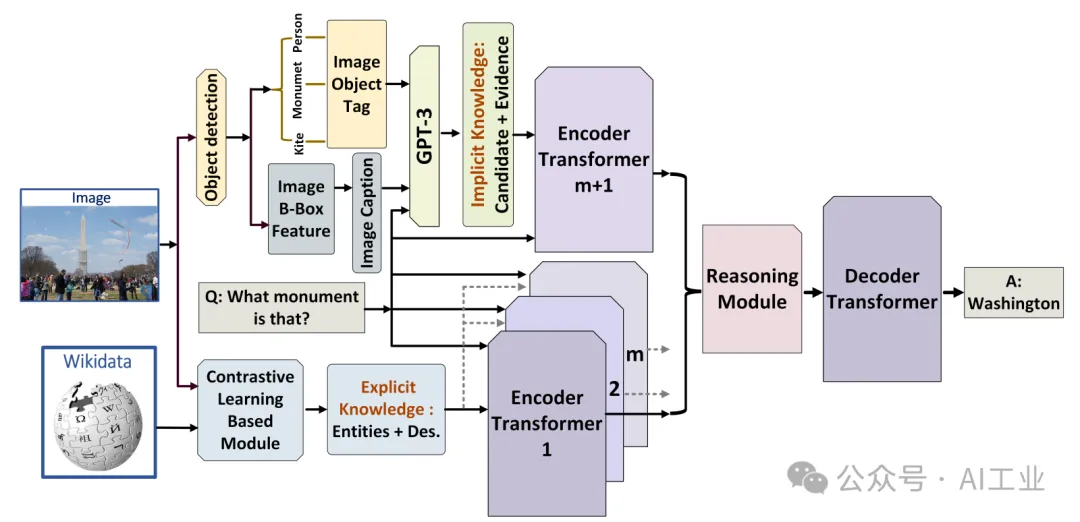 Object detection
Person
Monumet
Kite
Image
Object
Tag
Image
B-Box
Feature
Image Caption
GPT-3
Implicit Knowledge:
Candidate + Evidence
Encoder
Transformer
m+1
Image
Q: What monument
is that?
Wikidata
Contrastive
Learning
Based
Module
Explicit
Knowledge :
Entities + Des.
m
2
Encoder
Transformer
1
Reasoning
Module
Decoder
Transformer
A:
Washington
公众号 · AI工业